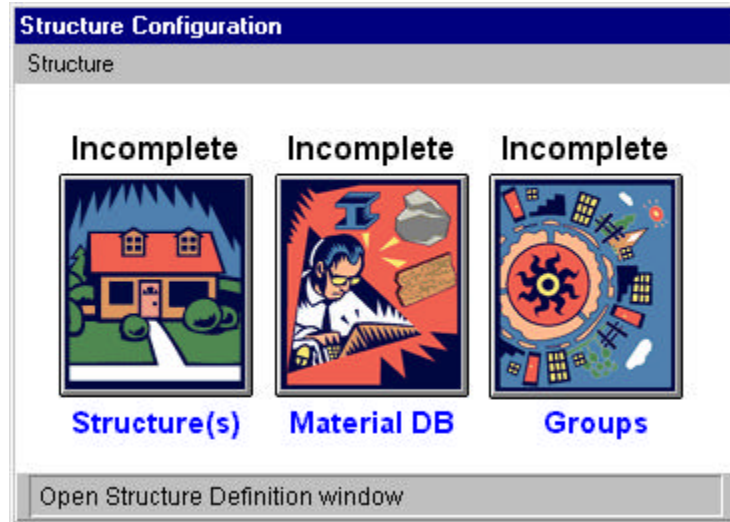 Structure Configuration
Structure
Incomplete Incomplete Incomplete
Structure(s) Material DB Groups
Open Structure Definition window